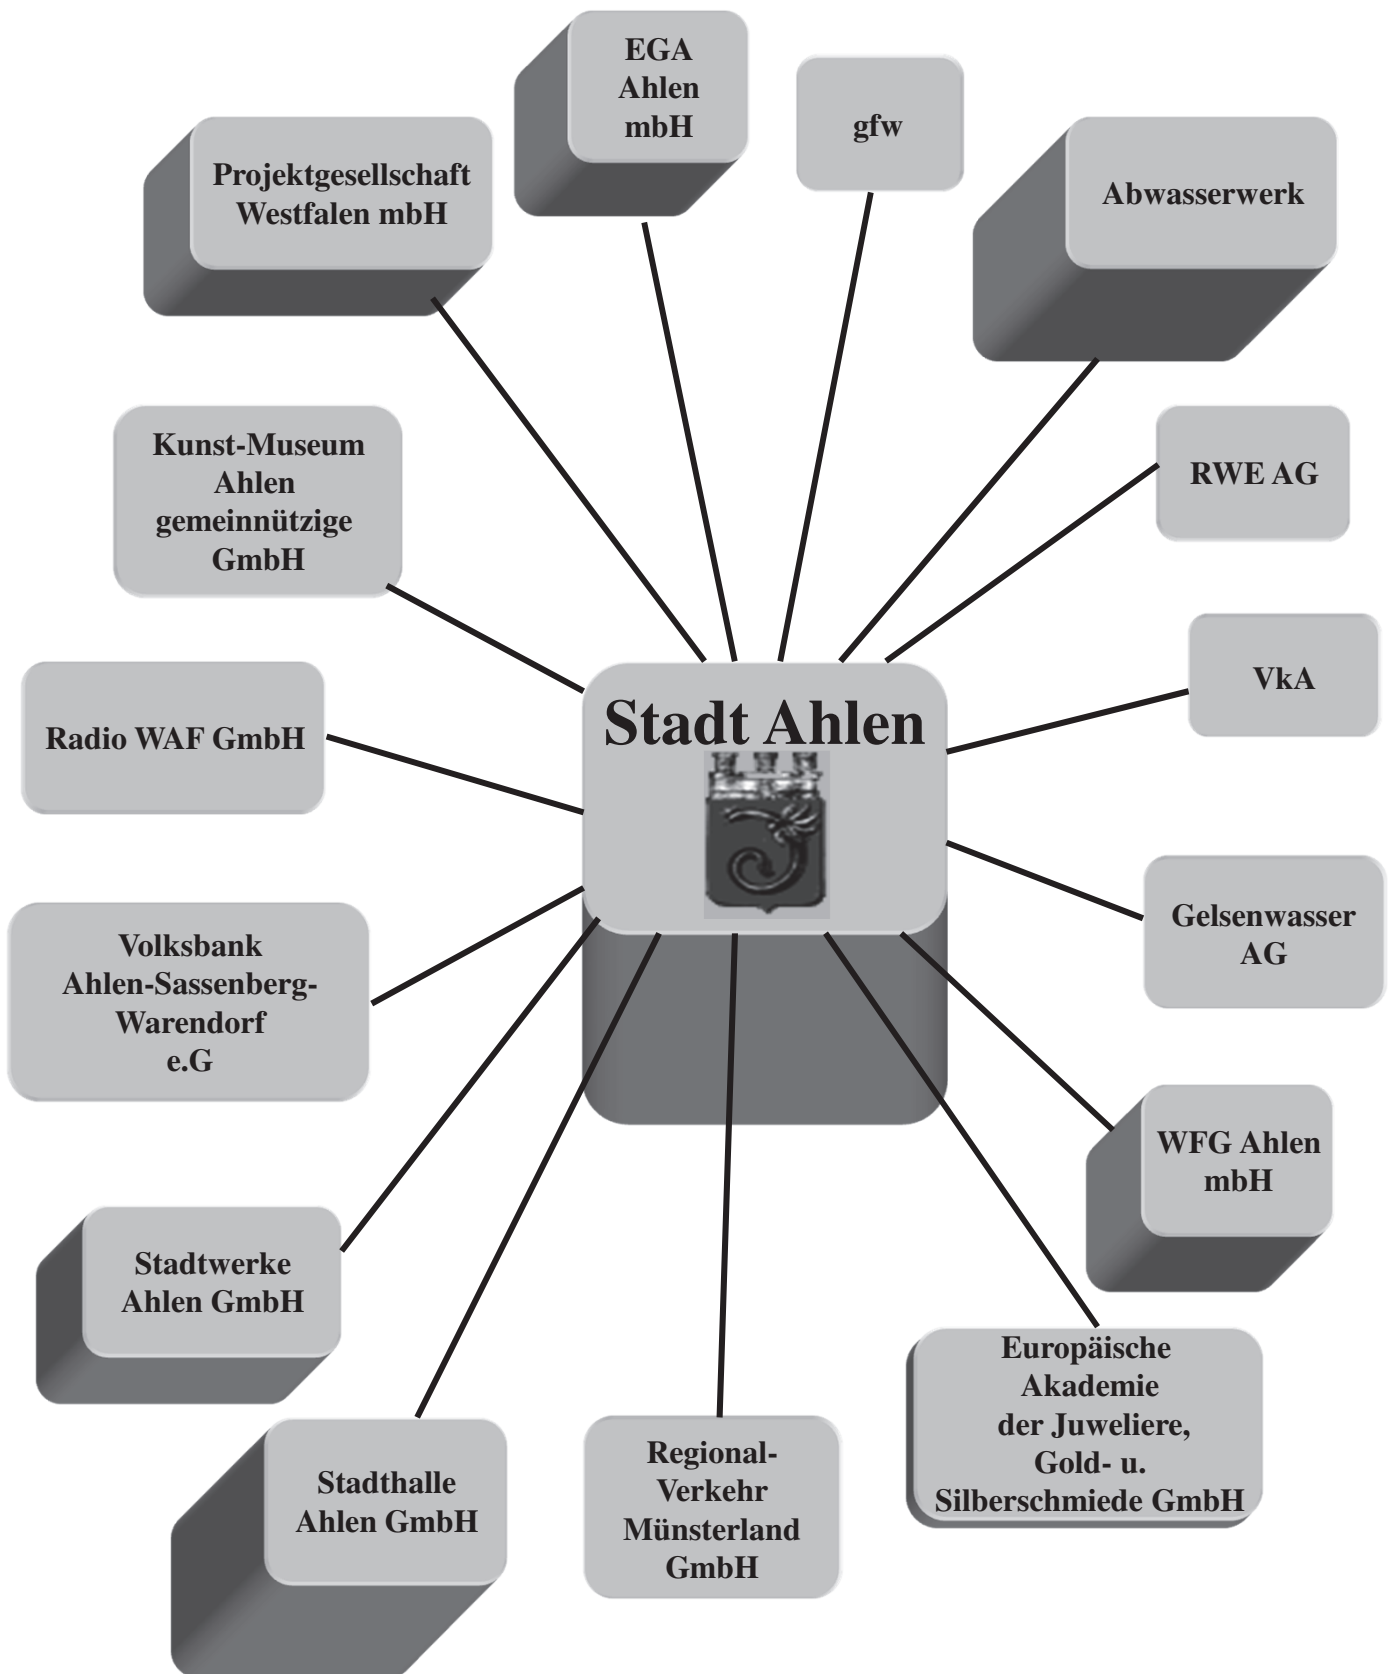 EGA
Ahlen
mbH
gfw
Projektgesellschaft
Westfalen mbH
Abwasserwerk
Kunst-Museum
Ahlen
gemeinnützige
GmbH
RWE AG
VkA
Radio WAF GmbH
Stadt Ahlen
Gelsenwasser
AG
Volksbank
Ahlen-Sassenberg-
Warendorf
e.G
WFG Ahlen
mbH
Stadtwerke
Ahlen GmbH
Europäische
Akademie
der Juweliere,
Gold- u.
Silberschmiede GmbH
Stadthalle
Ahlen GmbH
Regional-
Verkehr
Münsterland
GmbH